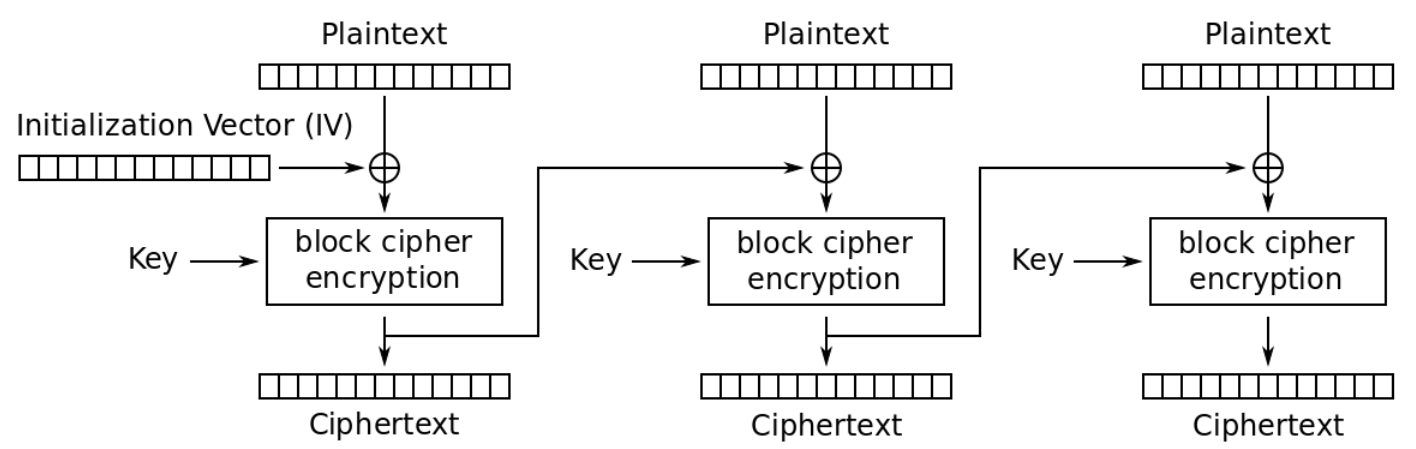 Plaintext
Plaintext
Plaintext
Initialization Vector (IV)
Key
block cipher
encryption
Key
block cipher
encryption
Key
block cipher
encryption
Ciphertext
Ciphertext
Ciphertext